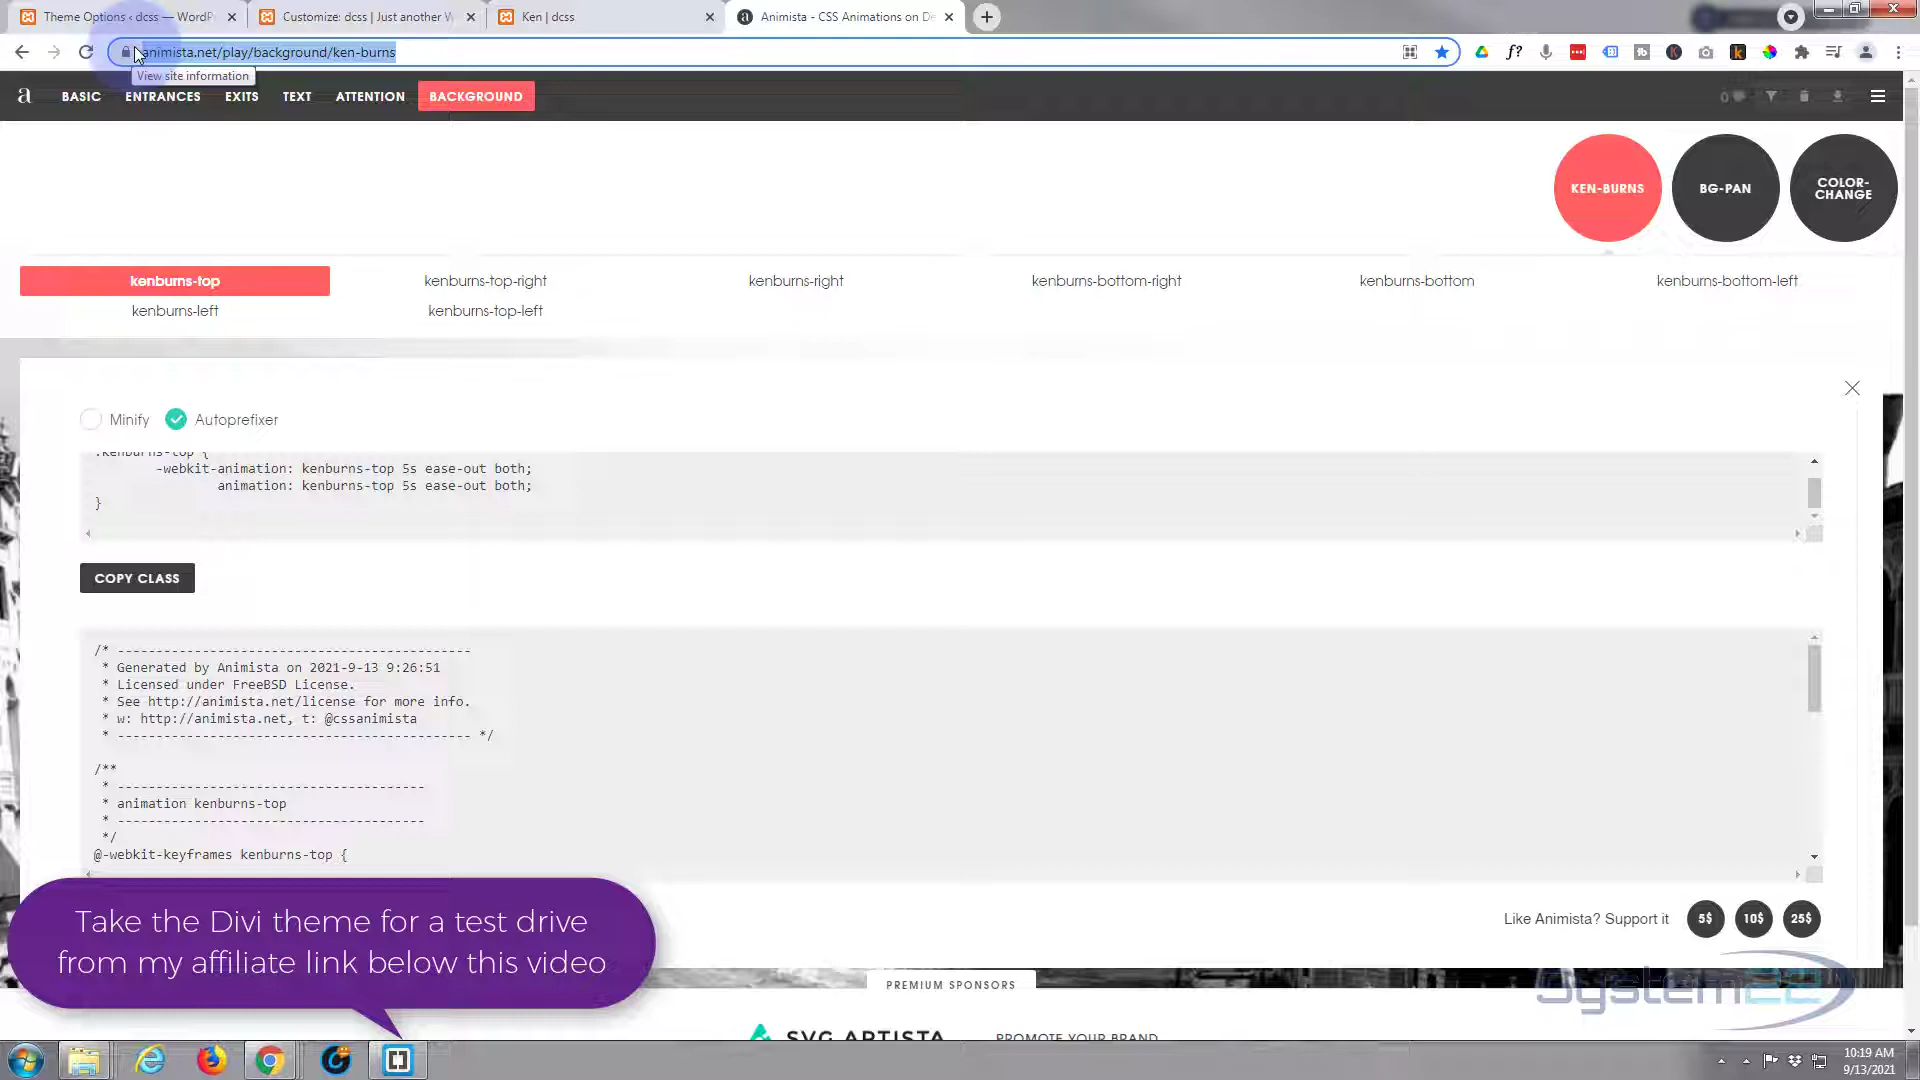 Theme Options ‹ dcss — WordP
Customize: dcss | Just another W
Ken | dcss
Animista - CSS Animations on De
animista.net/play/background/ken-burns
View site information
a BASIC ENTRANCES EXITS TEXT ATTENTION BACKGROUND
0
KEN-BURNS
BG-PAN
COLOR-
CHANGE
kenburns-top kenburns-top-right kenburns-right kenburns-bottom-right kenburns-bottom kenburns-bottom-left
kenburns-left kenburns-top-left
Minify Autoprefixer
.kenburns-top {
-webkit-animation: kenburns-top 5s ease-out both;
animation: kenburns-top 5s ease-out both;
}
COPY CLASS
/* ----------------------------------------------
* Generated by Animista on 2021-9-13 9:26:51
* Licensed under FreeBSD License.
* See http://animista.net/license for more info.
* w: http://animista.net, t: @cssanimista
* ---------------------------------------------- */
/**
* ----------------------------------------
* animation kenburns-top
* ----------------------------------------
*/
@-webkit-keyframes kenburns-top {
Take the Divi theme for a test drive
from my affiliate link below this video
Like Animista? Support it 5$ 10$ 25$
PREMIUM SPONSORS
System22
SVG ARTISTA
PROMOTE YOUR BRAND
10:19 AM
9/13/2021